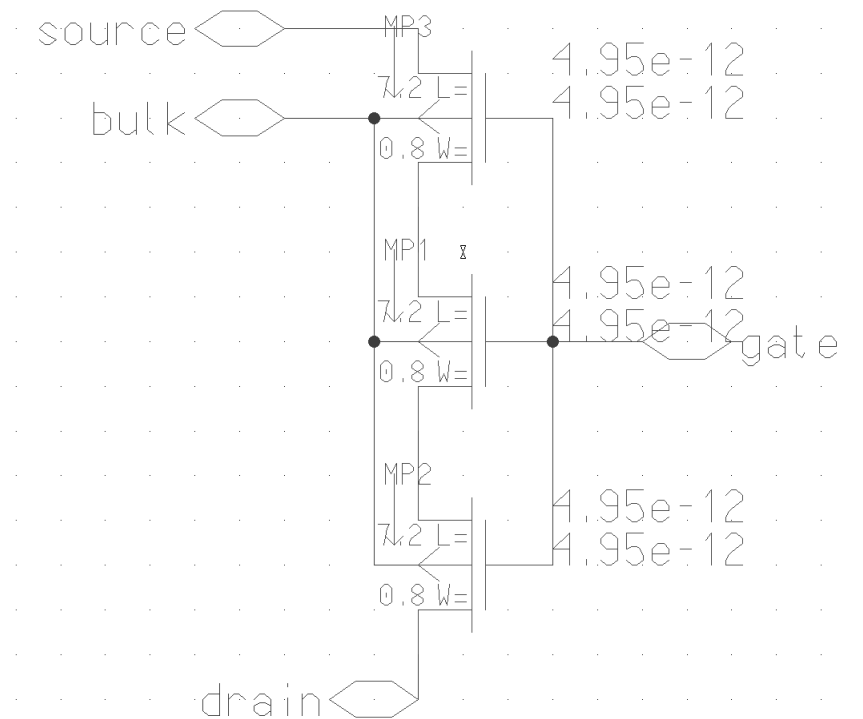 source
MP3
4.95e-12
7.2 L=
4.95e-12
bulk
0.8 W=
MP1
4.95e-12
7.2 L=
4.95e-12
gate
0.8 W=
MP2
4.95e-12
7.2 L=
4.95e-12
0.8 W=
drain